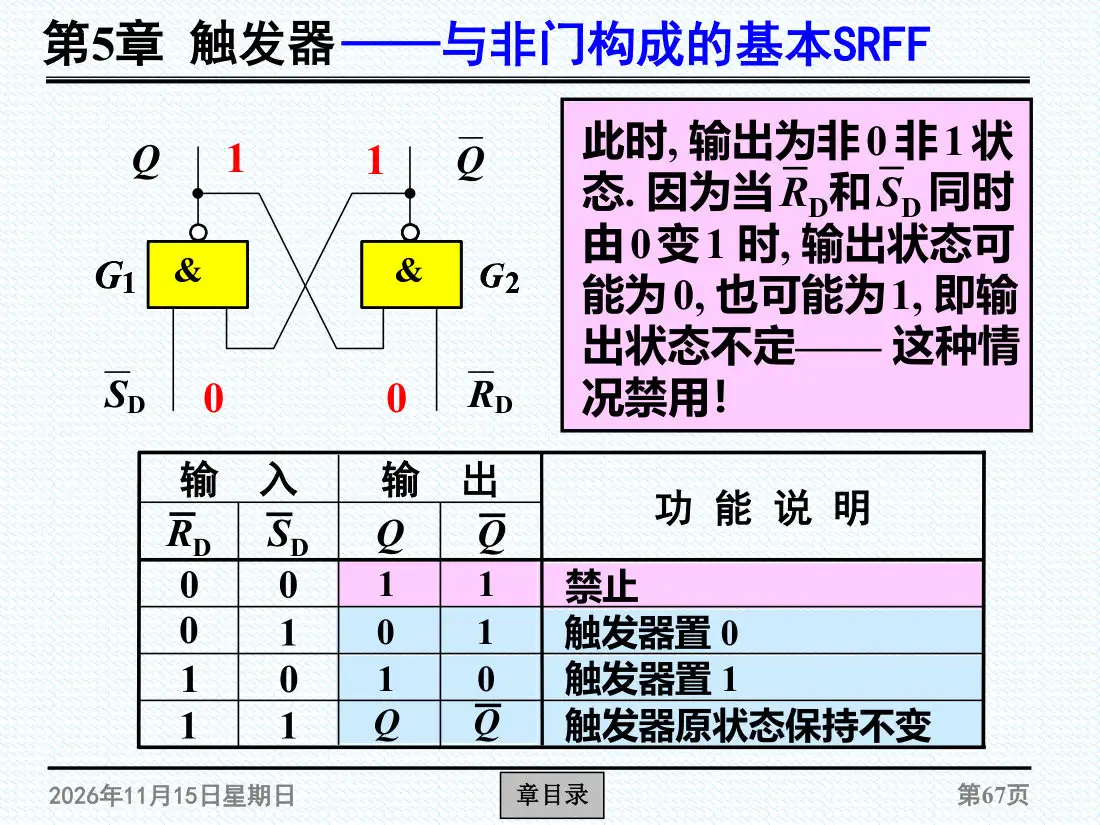 第5章 触发器——与非门构成的基本SRFF
Q 1 1 Q̅
G1 & & G2
S̅D 0 0 R̅D
此时, 输出为非0非1状
态. 因为当R̅D和S̅D同时
由0变1 时, 输出状态可
能为0, 也可能为1, 即输
出状态不定—— 这种情
况禁用！
输 入 输 出 功 能 说 明
R̅D S̅D Q Q̅
0 0 1 1 禁止
0 1 0 1 触发器置 0
1 0 1 0 触发器置 1
1 1 Q Q̅ 触发器原状态保持不变
2026年11月15日星期日 章目录 第67页